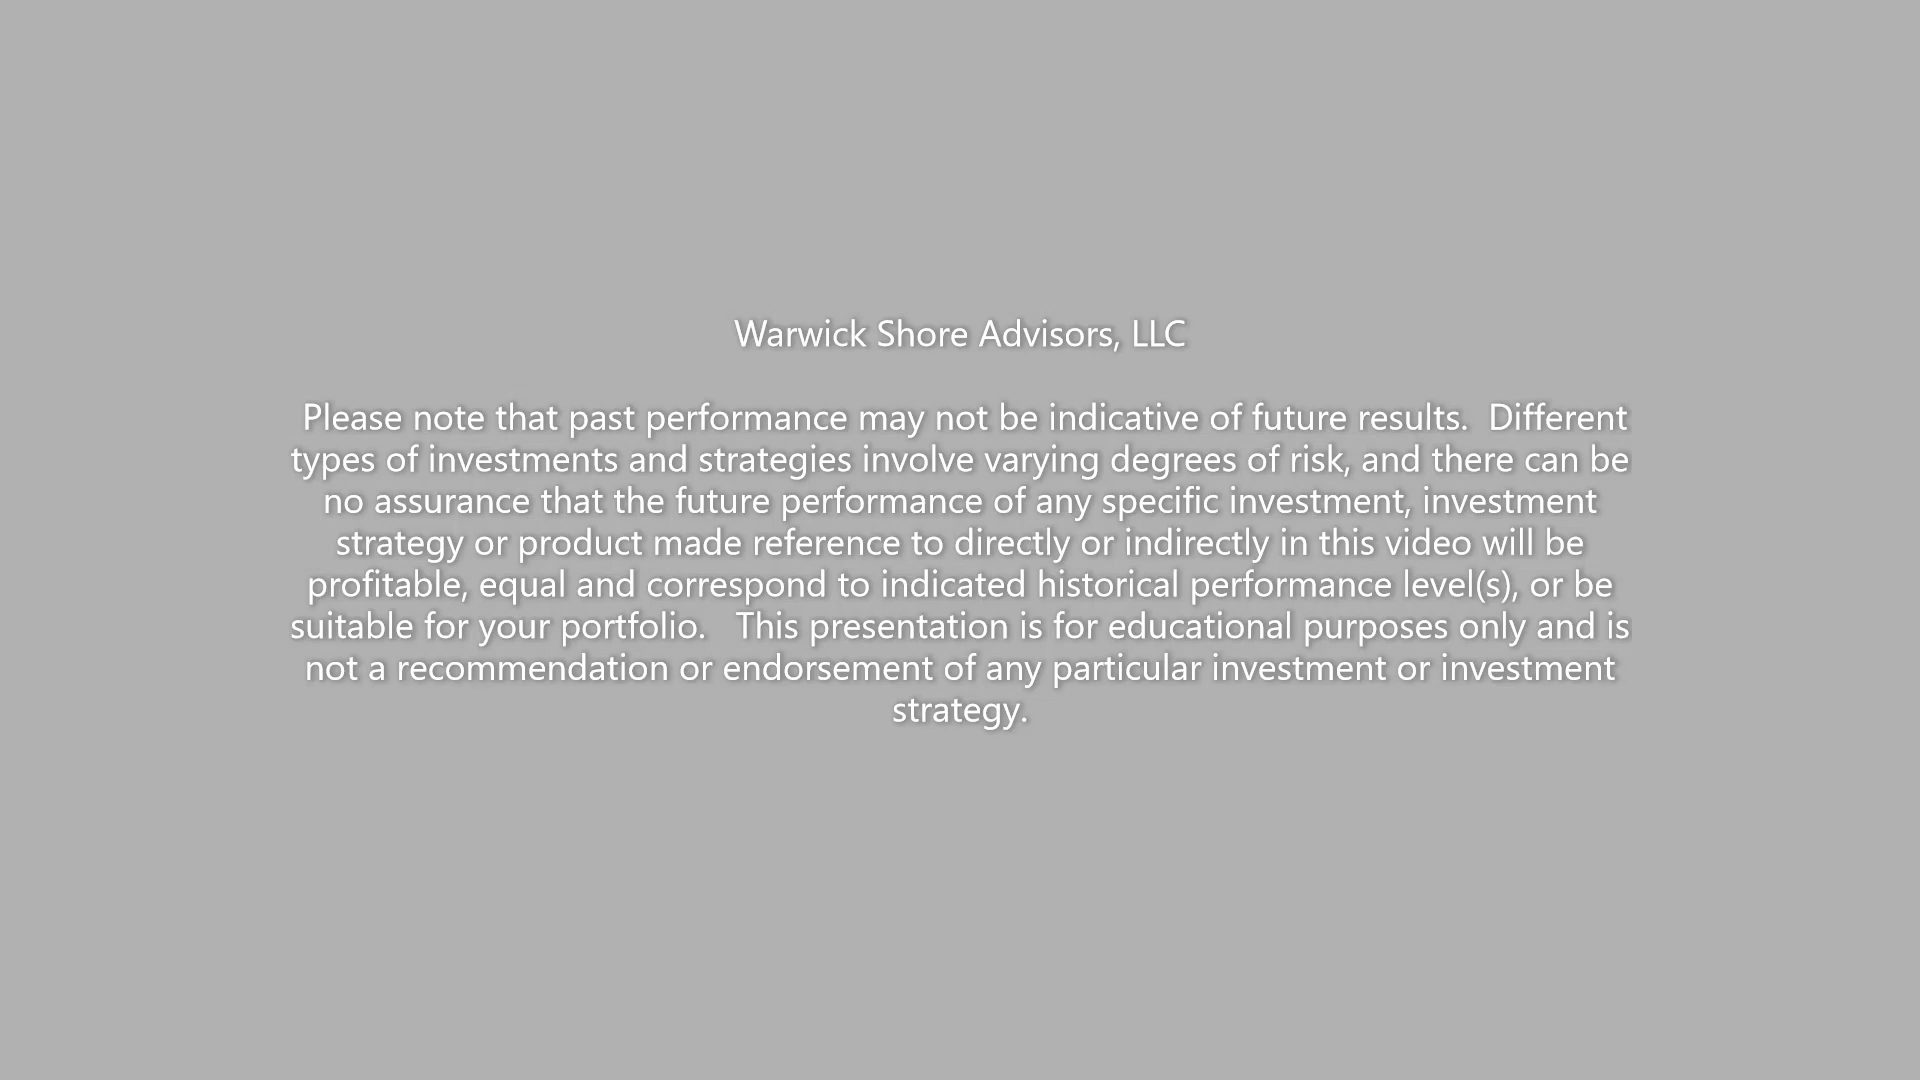 Warwick Shore Advisors, LLC
Please note that past performance may not be indicative of future results.  Different
types of investments and strategies involve varying degrees of risk, and there can be
no assurance that the future performance of any specific investment, investment
strategy or product made reference to directly or indirectly in this video will be
profitable, equal and correspond to indicated historical performance level(s), or be
suitable for your portfolio.   This presentation is for educational purposes only and is
not a recommendation or endorsement of any particular investment or investment
strategy.